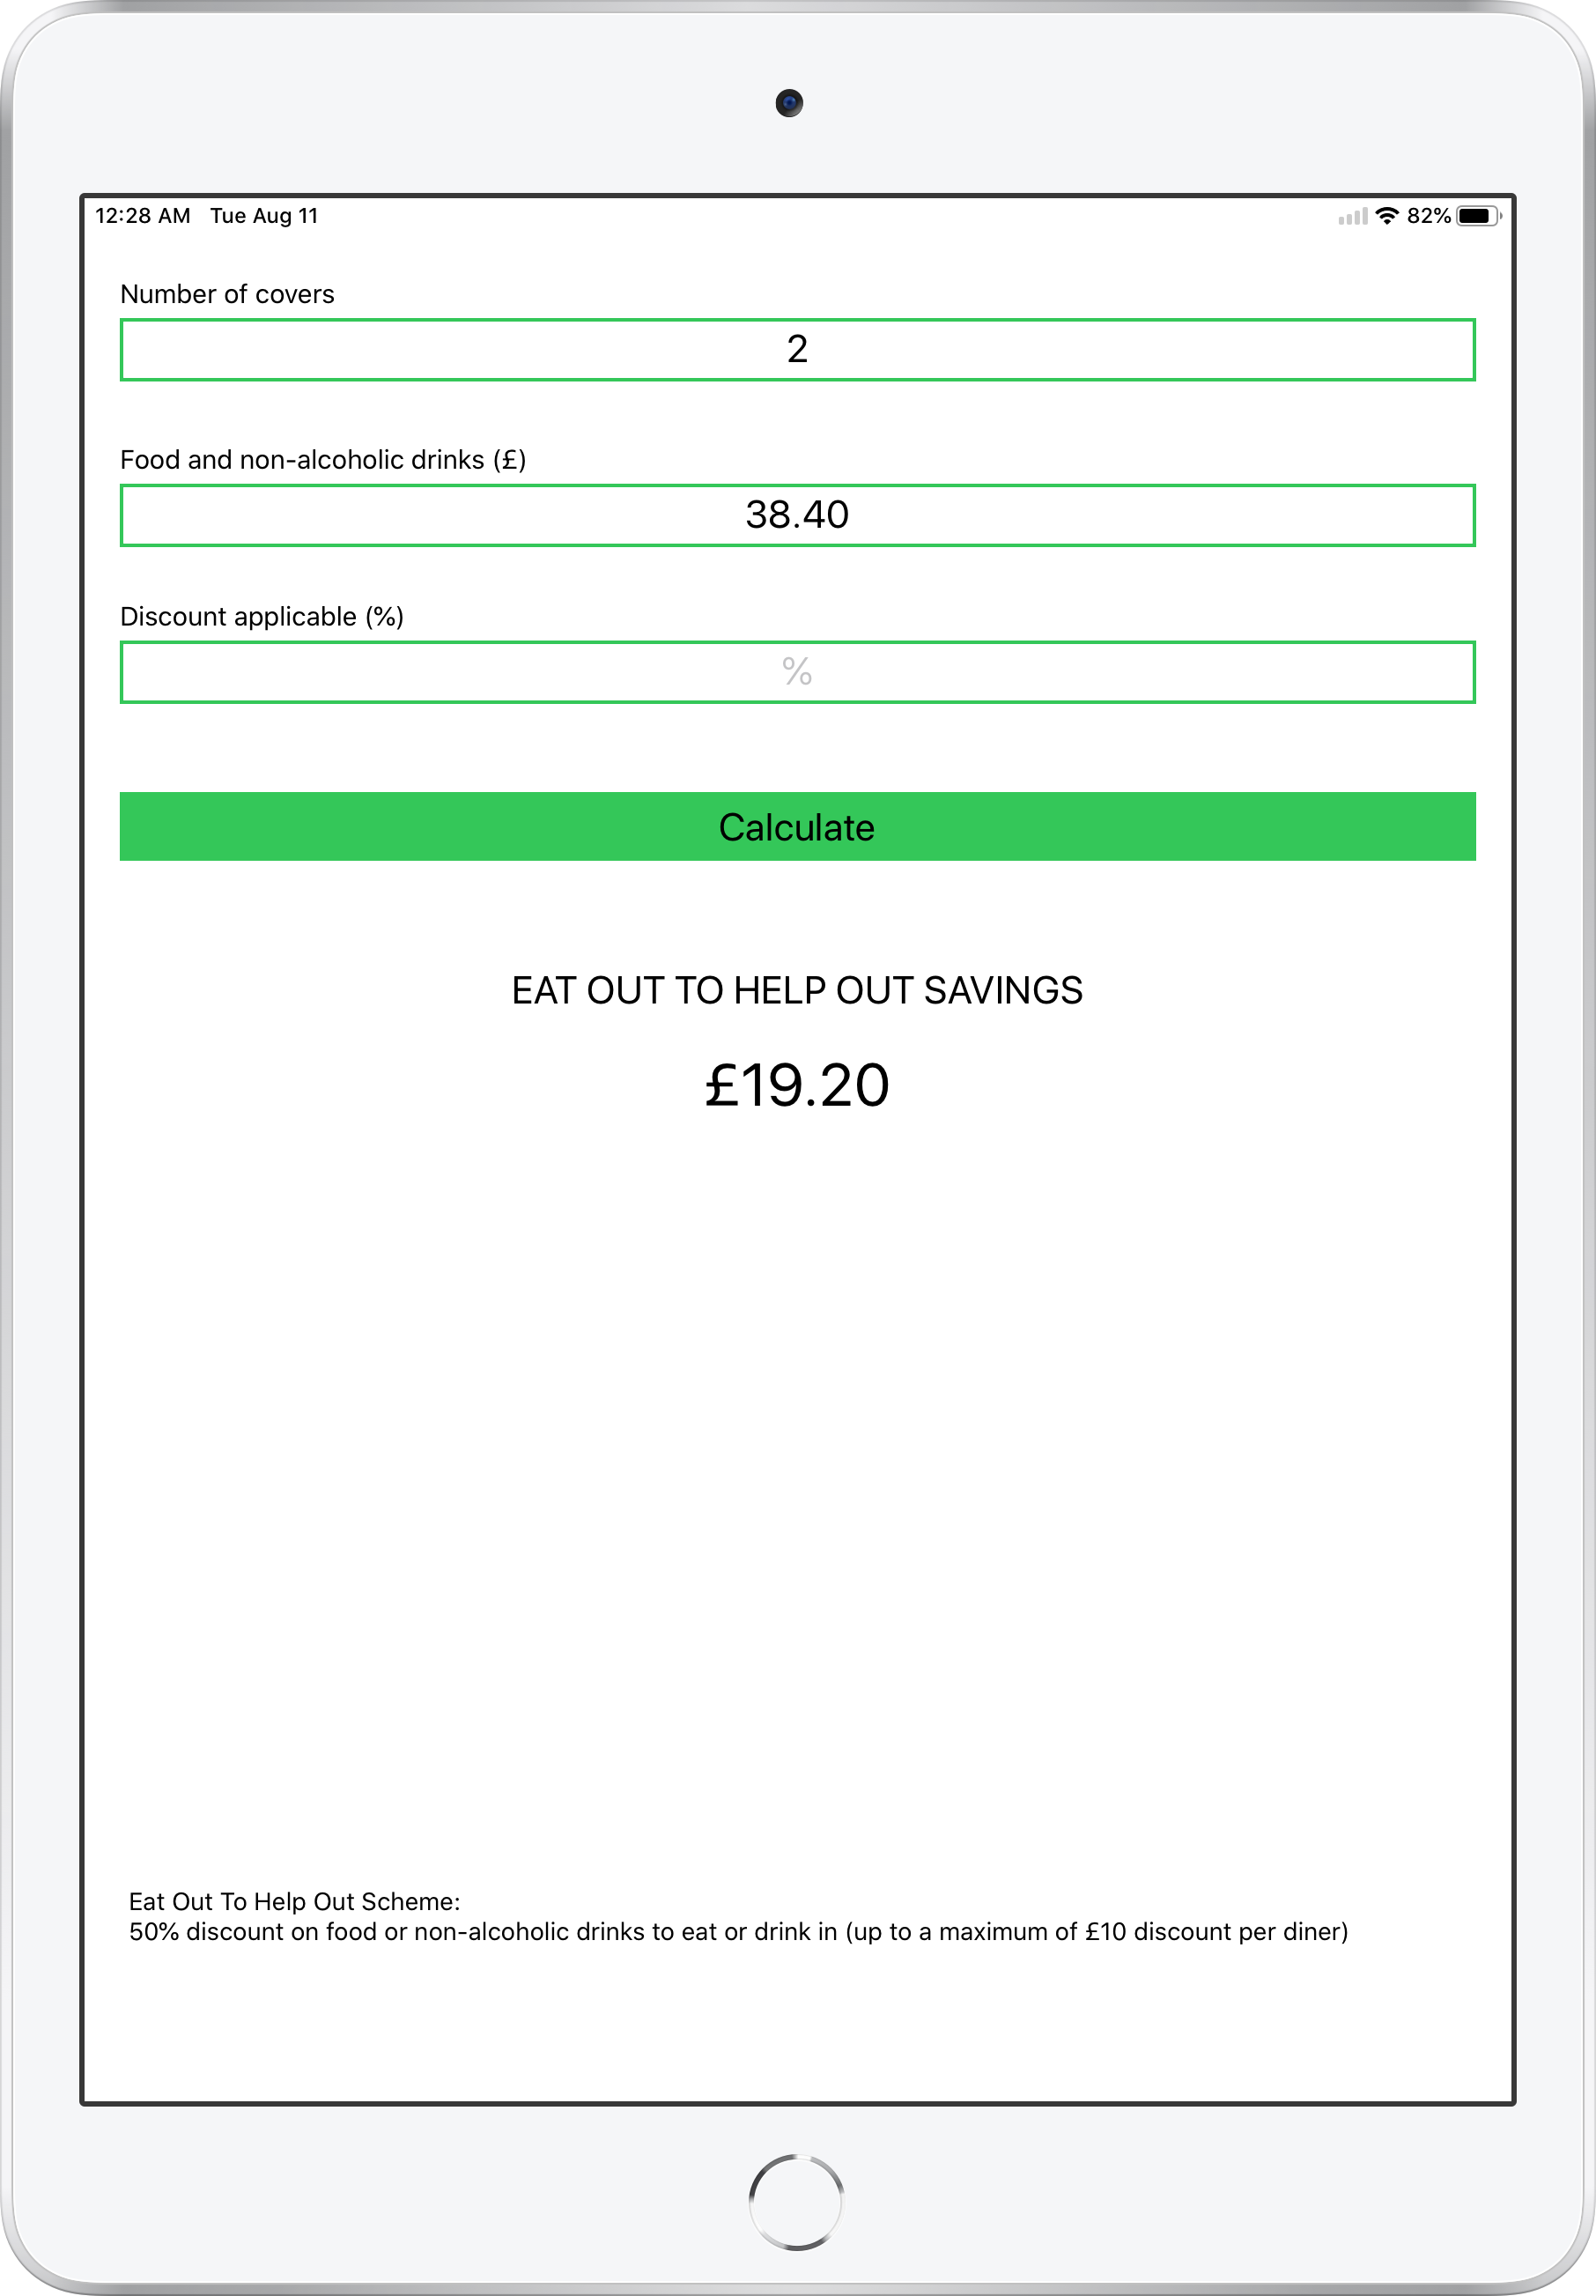 12:28 AM Tue Aug 11 82%
Number of covers
2
Food and non-alcoholic drinks (£)
38.40
Discount applicable (%)
%
Calculate
EAT OUT TO HELP OUT SAVINGS
£19.20
Eat Out To Help Out Scheme:
50% discount on food or non-alcoholic drinks to eat or drink in (up to a maximum of £10 discount per diner)